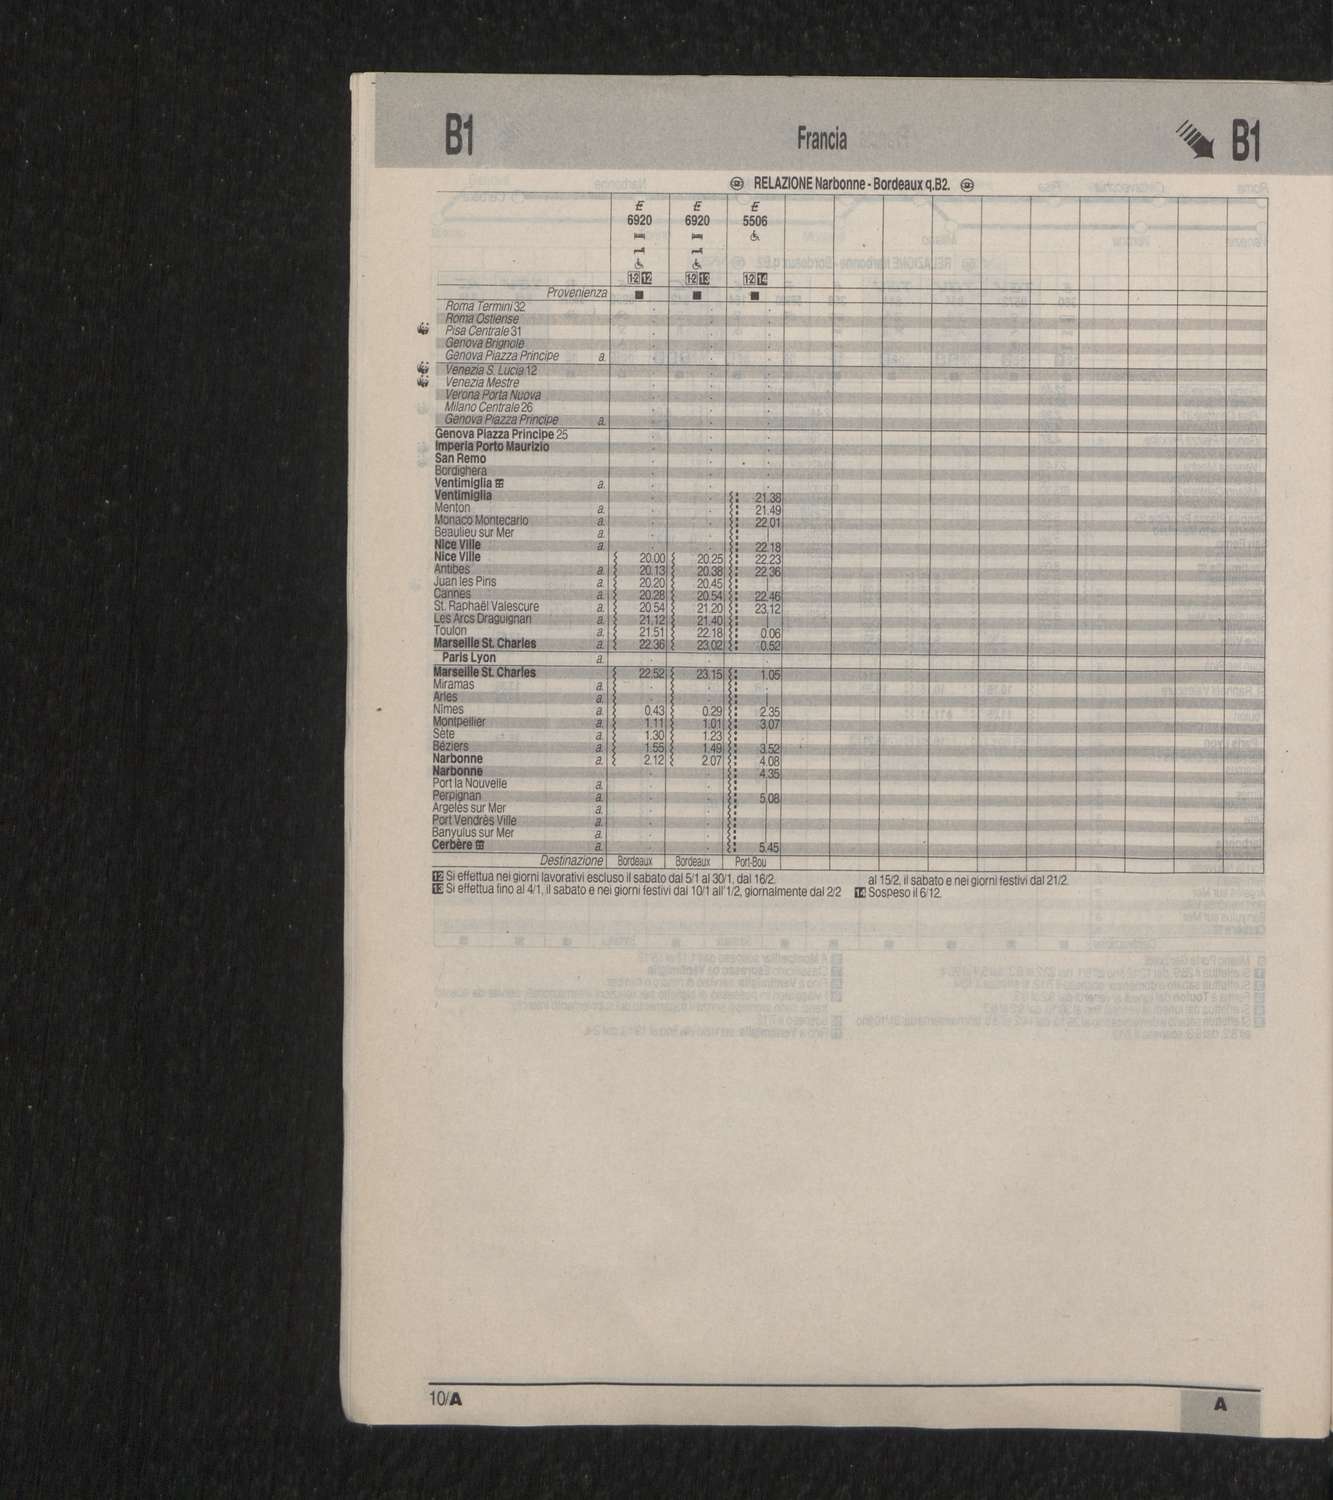 B1 Francia B1
RELAZIONE Narbonne - Bordeaux q.B2.
E E E
6920 6920 5506
1-2 12 1-2 13 1-2 14
Provenienza ■ ■ ■
Roma Termini 32
Roma Ostiense
Pisa Centrale 31
Genova Brignole
Genova Piazza Principe a.
Venezia S. Lucia 12
Venezia Mestre
Verona Porta Nuova
Milano Centrale 26
Genova Piazza Principe a.
Genova Piazza Principe 25
Imperia Porto Maurizio
San Remo
Bordighera
Ventimiglia a.
Ventimiglia 21.38
Menton a. 21.49
Monaco Montecarlo a. 22.01
Beaulieu sur Mer a. |
Nice Ville a. 22.18
Nice Ville 20.00 20.25 22.23
Antibes a. 20.13 20.38 22.36
Juan les Pins a. 20.20 20.45 |
Cannes a. 20.28 20.54 22.46
St. Raphaël Valescure a. 20.54 21.20 23.12
Les Arcs Draguignan a. 21.12 21.40 |
Toulon a. 21.51 22.18 0.06
Marseille St. Charles a. 22.36 23.02 0.52
Paris Lyon a.
Marseille St. Charles 22.52 23.15 1.05
Miramas a. |
Arles a. |
Nîmes a. 0.43 0.29 2.35
Montpellier a. 1.11 1.01 3.07
Sète a. 1.30 1.23 |
Béziers a. 1.55 1.49 3.52
Narbonne a. 2.12 2.07 4.08
Narbonne 4.35
Port la Nouvelle a. |
Perpignan a. 5.08
Argelès sur Mer a. |
Port Vendrès Ville a. |
Banyulus sur Mer a. |
Cerbère a. 5.45
Destinazione Bordeaux Bordeaux Port-Bou
12 Si effettua nei giorni lavorativi escluso il sabato dal 5/1 al 30/1, dal 16/2.
13 Si effettua fino al 4/1, il sabato e nei giorni festivi dal 10/1 all'1/2, giornalmente dal 2/2
al 15/2, il sabato e nei giorni festivi dal 21/2.
14 Sospeso il 6/12.
10/A A